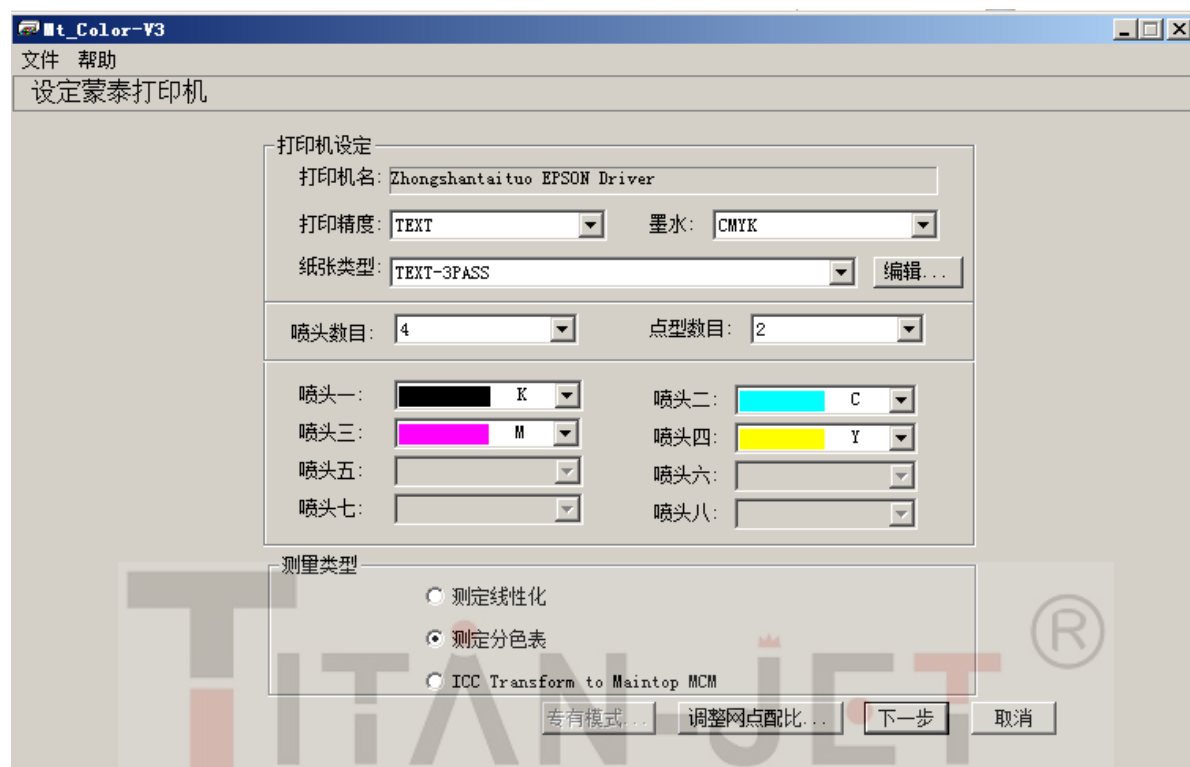 Mt_Color-V3
文件 帮助
设定蒙泰打印机
打印机设定
打印机名: Zhongshantaituo EPSON Driver
打印精度: TEXT 墨水: CMYK
纸张类型: TEXT-3PASS 编辑...
喷头数目: 4 点型数目: 2
喷头一: K 喷头二: C
喷头三: M 喷头四: Y
喷头五: 喷头六:
喷头七: 喷头八:
测量类型
测定线性化
测定分色表
ICC Transform to Maintop MCM
专有模式... 调整网点配比... 下一步 取消
TITAN-JET®